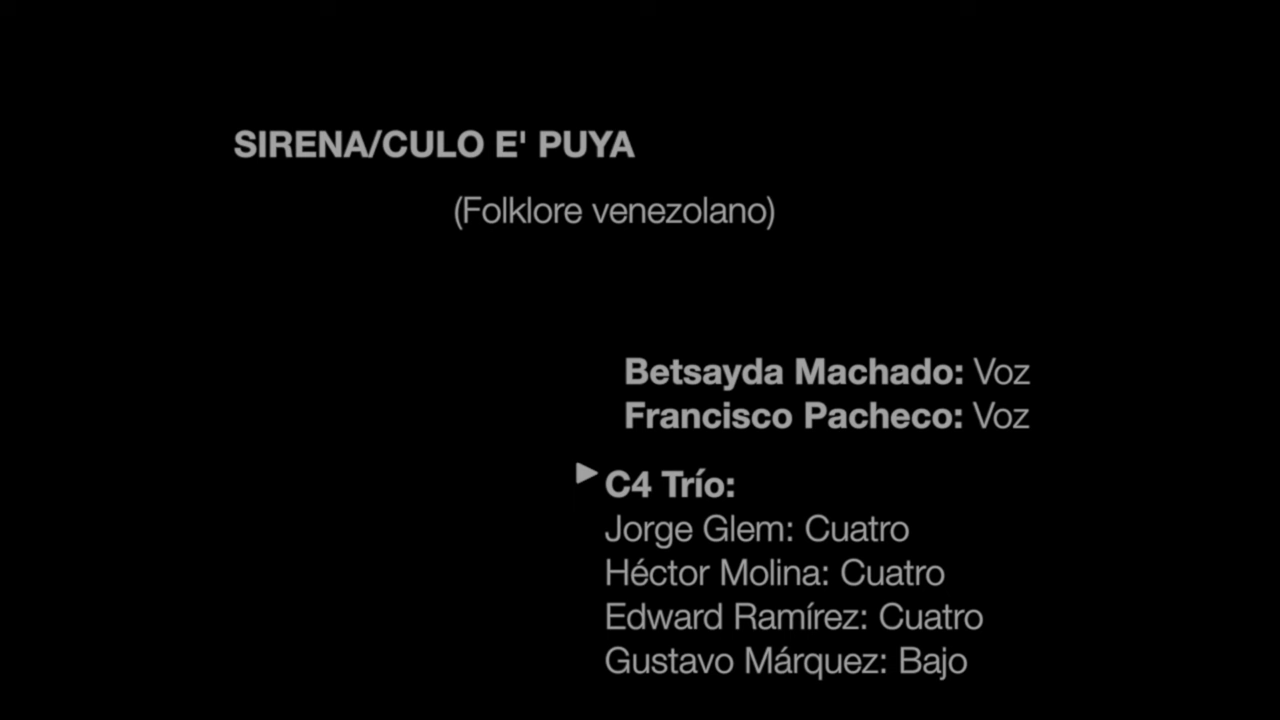 SIRENA/CULO E' PUYA
(Folklore venezolano)
Betsayda Machado: Voz
Francisco Pacheco: Voz
C4 Trío:
Jorge Glem: Cuatro
Héctor Molina: Cuatro
Edward Ramírez: Cuatro
Gustavo Márquez: Bajo